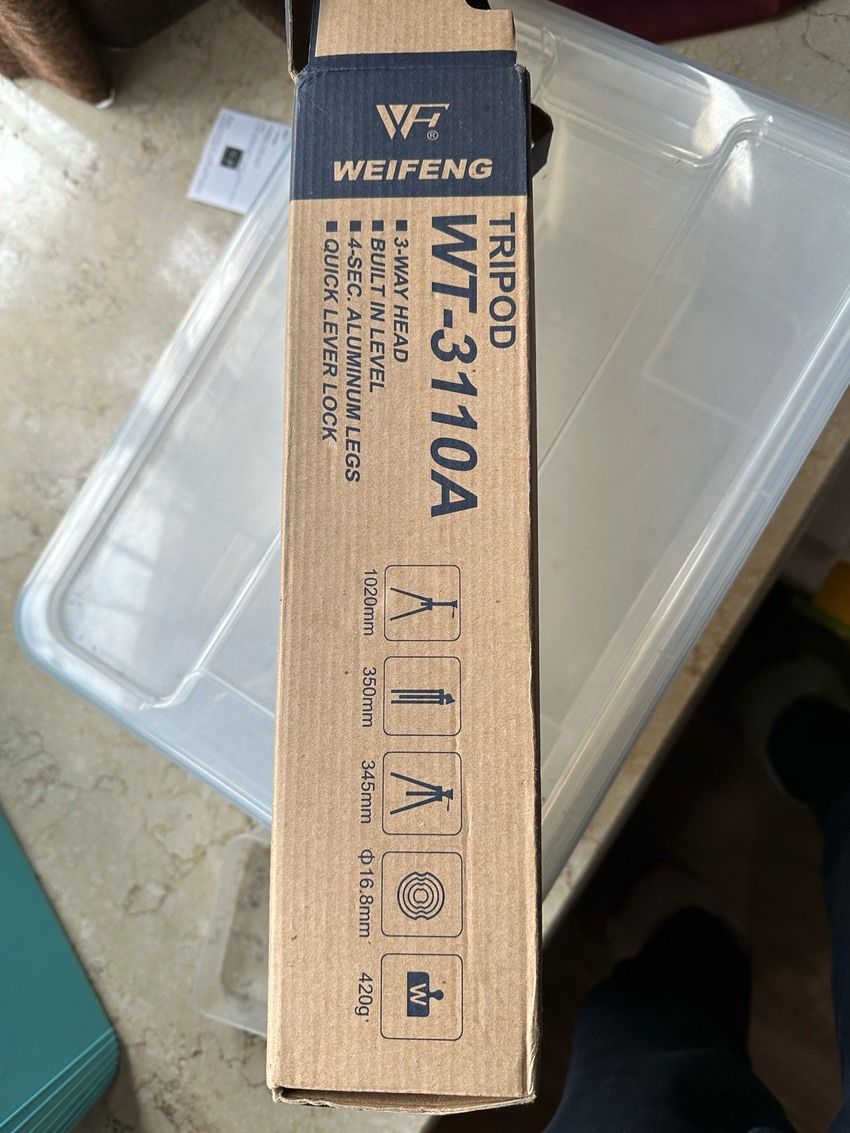 WF®
WEIFENG
TRIPOD
WT-3110A
■ 3-WAY HEAD
■ BUILT IN LEVEL
■ 4-SEC. ALUMINUM LEGS
■ QUICK LEVER LOCK
1020mm
350mm
345mm
Φ16.8mm
W
420g